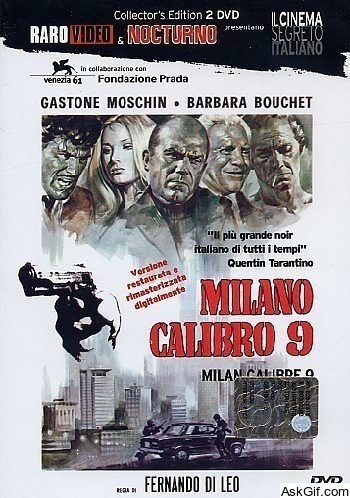 Collector's Edition 2 DVD
RAROVIDEO & NOCTURNO presentano
IL CINEMA
SEGRETO
ITALIANO
in collaborazione con
venezia 61 Fondazione Prada
GASTONE MOSCHIN • BARBARA BOUCHET
"Il più grande noir
italiano di tutti i tempi"
Quentin Tarantino
Versione
restaurata e
rimasterizzata
digitalmente
MILANO
CALIBRO 9
MILAN CALIBRE 9
REGIA DI FERNANDO DI LEO
DVD
AskGif.com